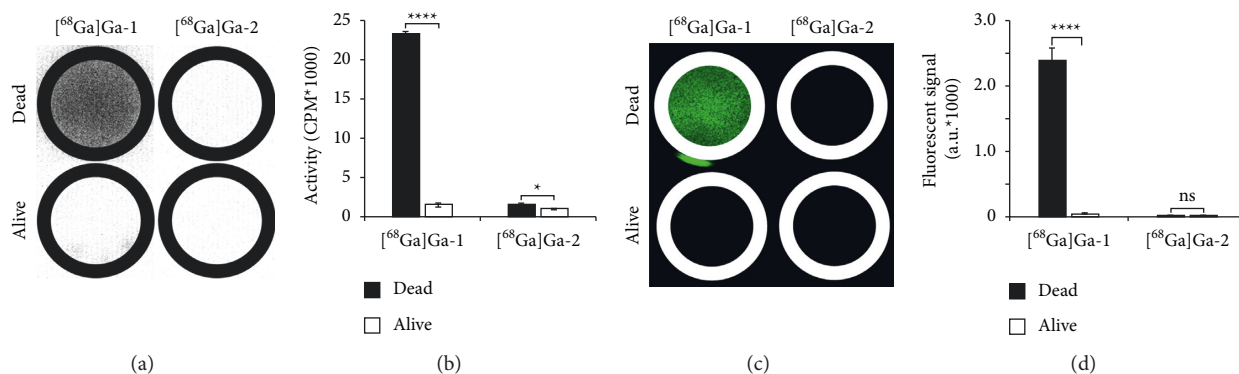 [⁶⁸Ga]Ga-1 [⁶⁸Ga]Ga-2
Dead
Alive
(a)
Activity (CPM*1000)
25
20
15
10
5
0
****
*
[⁶⁸Ga]Ga-1 [⁶⁸Ga]Ga-2
Dead
Alive
(b)
[⁶⁸Ga]Ga-1 [⁶⁸Ga]Ga-2
Dead
Alive
(c)
Fluorescent signal
(a.u.*1000)
3.0
2.0
1.0
0
****
ns
[⁶⁸Ga]Ga-1 [⁶⁸Ga]Ga-2
Dead
Alive
(d)